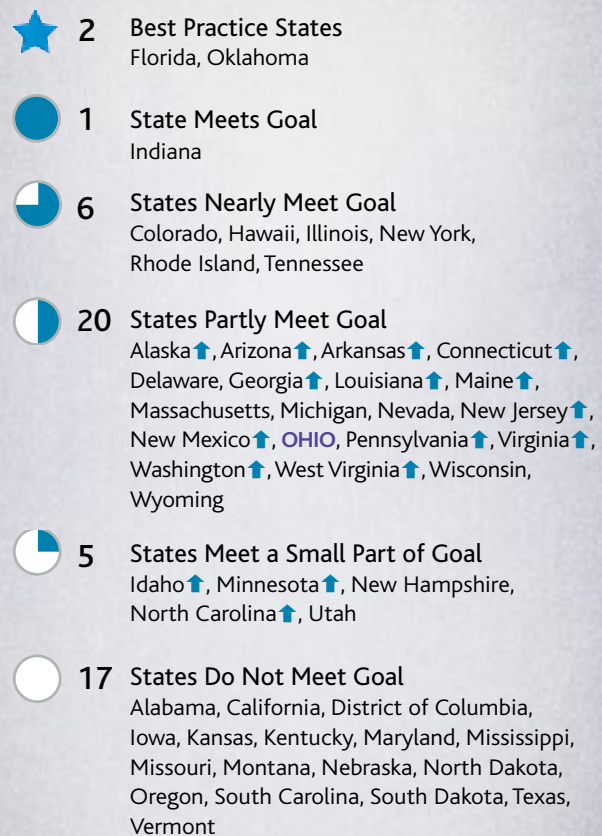 2 Best Practice States
Florida, Oklahoma
1 State Meets Goal
Indiana
6 States Nearly Meet Goal
Colorado, Hawaii, Illinois, New York,
Rhode Island, Tennessee
20 States Partly Meet Goal
Alaska⬆, Arizona⬆, Arkansas⬆, Connecticut⬆,
Delaware, Georgia⬆, Louisiana⬆, Maine⬆,
Massachusetts, Michigan, Nevada, New Jersey⬆,
New Mexico⬆, OHIO, Pennsylvania⬆, Virginia⬆,
Washington⬆, West Virginia⬆, Wisconsin,
Wyoming
5 States Meet a Small Part of Goal
Idaho⬆, Minnesota⬆, New Hampshire,
North Carolina⬆, Utah
17 States Do Not Meet Goal
Alabama, California, District of Columbia,
Iowa, Kansas, Kentucky, Maryland, Mississippi,
Missouri, Montana, Nebraska, North Dakota,
Oregon, South Carolina, South Dakota, Texas,
Vermont